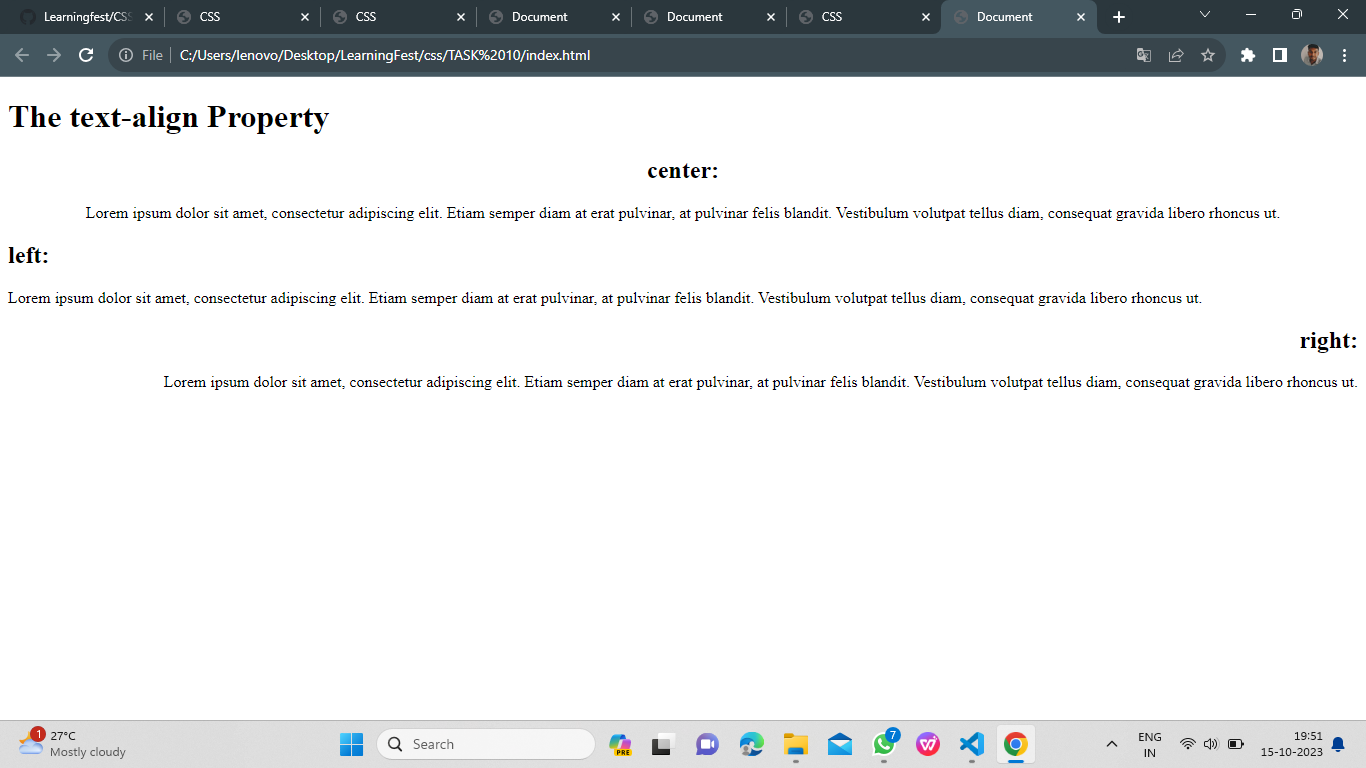 Learningfest/CSS
CSS
CSS
Document
Document
CSS
Document
File
C:/Users/lenovo/Desktop/LearningFest/css/TASK%2010/index.html
The text-align Property
center:
Lorem ipsum dolor sit amet, consectetur adipiscing elit. Etiam semper diam at erat pulvinar, at pulvinar felis blandit. Vestibulum volutpat tellus diam, consequat gravida libero rhoncus ut.
left:
Lorem ipsum dolor sit amet, consectetur adipiscing elit. Etiam semper diam at erat pulvinar, at pulvinar felis blandit. Vestibulum volutpat tellus diam, consequat gravida libero rhoncus ut.
right:
Lorem ipsum dolor sit amet, consectetur adipiscing elit. Etiam semper diam at erat pulvinar, at pulvinar felis blandit. Vestibulum volutpat tellus diam, consequat gravida libero rhoncus ut.
1
27°C
Mostly cloudy
Search
PRE
7
ENG
IN
19:51
15-10-2023